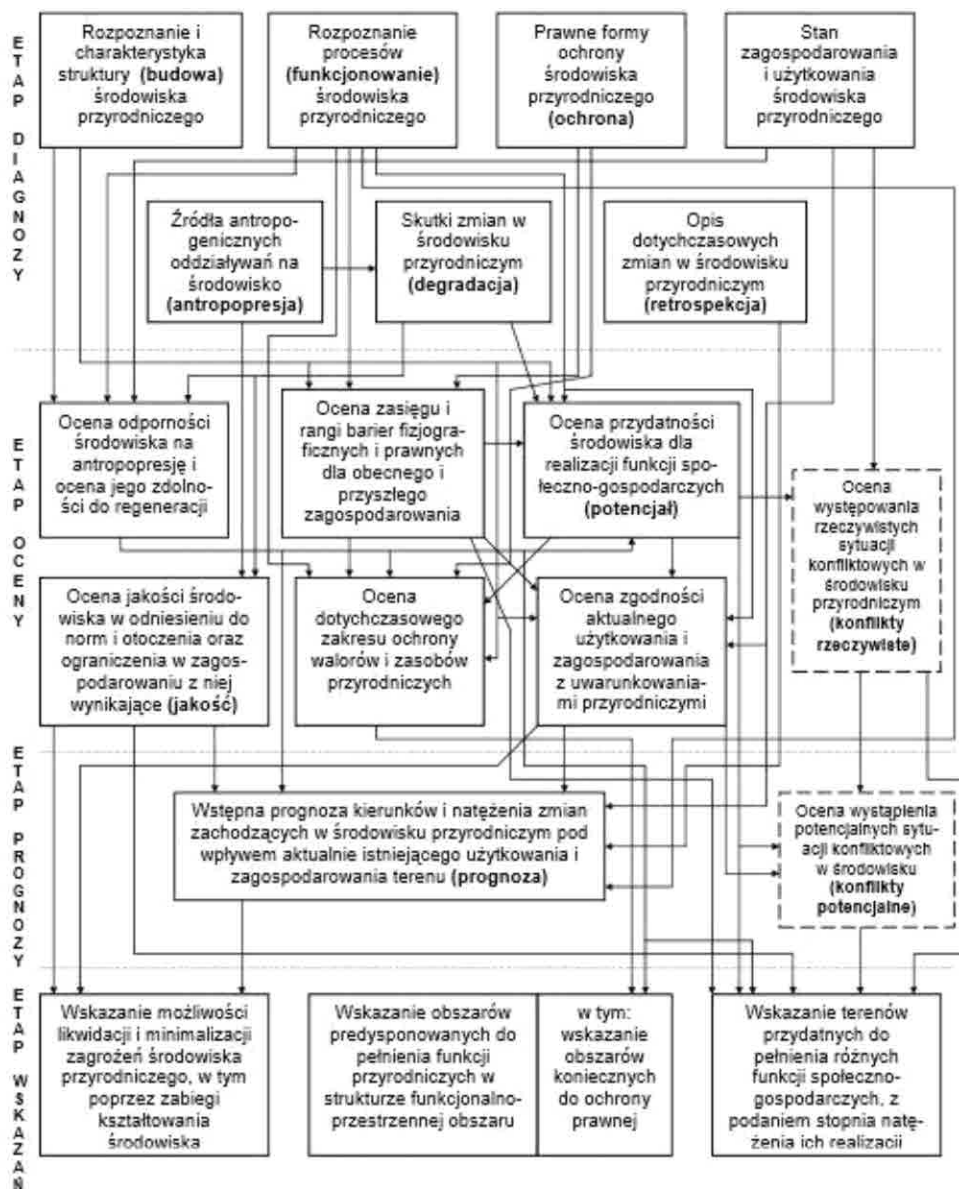 ETAP DIAGNOZY
Rozpoznanie i
charakterystyka
struktury (budowa)
środowiska
przyrodniczego
Rozpoznanie
procesów
(funkcjonowanie)
środowiska
przyrodniczego
Prawne formy
ochrony
środowiska
przyrodniczego
(ochrona)
Stan
zagospodarowania
i użytkowania
środowiska
przyrodniczego
Źródła antropo-
genicznych
oddziaływań na
środowisko
(antropopresja)
Skutki zmian w
środowisku
przyrodniczym
(degradacja)
Opis
dotychczasowych
zmian w środowisku
przyrodniczym
(retrospekcja)
ETAP OCENY
Ocena odporności
środowiska na
antropopresję i
ocena jego zdolno-
ści do regeneracji
Ocena zasięgu i
rangi barier fizjogra-
ficznych i prawnych
dla obecnego i
przyszłego
zagospodarowania
Ocena przydatności
środowiska dla
realizacji funkcji spo-
łeczno-gospodarczych
(potencjał)
Ocena
występowania
rzeczywistych
sytuacji
konfliktowych w
środowisku
przyrodniczym
(konflikty
rzeczywiste)
Ocena jakości środo-
wiska w odniesieniu do
norm i otoczenia oraz
ograniczenia w zagos-
podarowaniu z niej
wynikające (jakość)
Ocena
dotychczasowego
zakresu ochrony
walorów i zasobów
przyrodniczych
Ocena zgodności
aktualnego
użytkowania i
zagospodarowania
z uwarunkowania-
mi przyrodniczymi
ETAP PROGNOZY
Wstępna prognoza kierunków i natężenia zmian
zachodzących w środowisku przyrodniczym pod
wpływem aktualnie istniejącego użytkowania i
zagospodarowania terenu (prognoza)
Ocena wystąpienia
potencjalnych sytu-
acji konfliktowych
w środowisku
(konflikty
potencjalne)
ETAP WSKAZAŃ
Wskazanie możliwości
likwidacji i minimalizacji
zagrożeń środowiska
przyrodniczego, w tym
poprzez zabiegi
kształtowania
środowiska
Wskazanie obszarów
predysponowanych do
pełnienia funkcji
przyrodniczych w
strukturze funkcjonalno-
przestrzennej obszaru
w tym:
wskazanie
obszarów
koniecznych
do ochrony
prawnej
Wskazanie terenów
przydatnych do
pełnienia różnych
funkcji społeczno-
gospodarczych, z
podaniem stopnia natę-
żenia ich realizacji